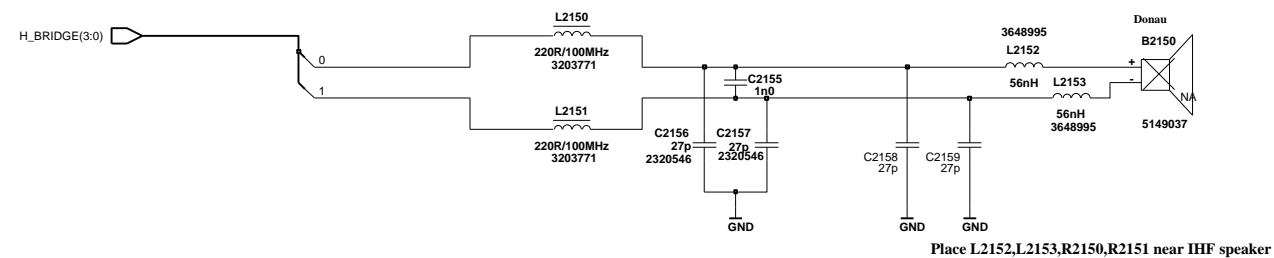 H_BRIDGE(3:0)
0
1
L2150
220R/100MHz
3203771
L2151
220R/100MHz
3203771
C2155
1n0
C2156
27p
2320546
C2157
27p
2320546
GND
C2158
27p
GND
C2159
27p
GND
3648995
L2152
56nH
L2153
56nH
3648995
Donau
B2150
+
-
NA
5149037
Place L2152,L2153,R2150,R2151 near IHF speaker